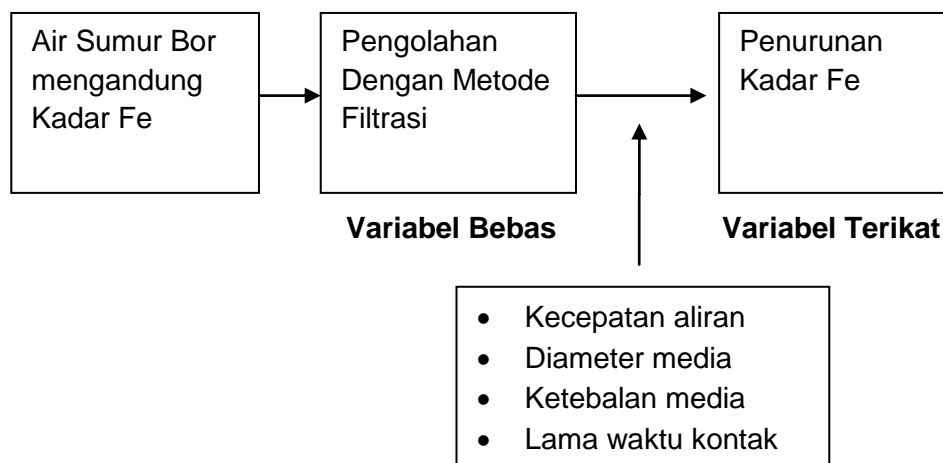 Air Sumur Bor
mengandung
Kadar Fe
Pengolahan
Dengan Metode
Filtrasi
Penurunan
Kadar Fe
Variabel Bebas
Variabel Terikat
• Kecepatan aliran
• Diameter media
• Ketebalan media
• Lama waktu kontak